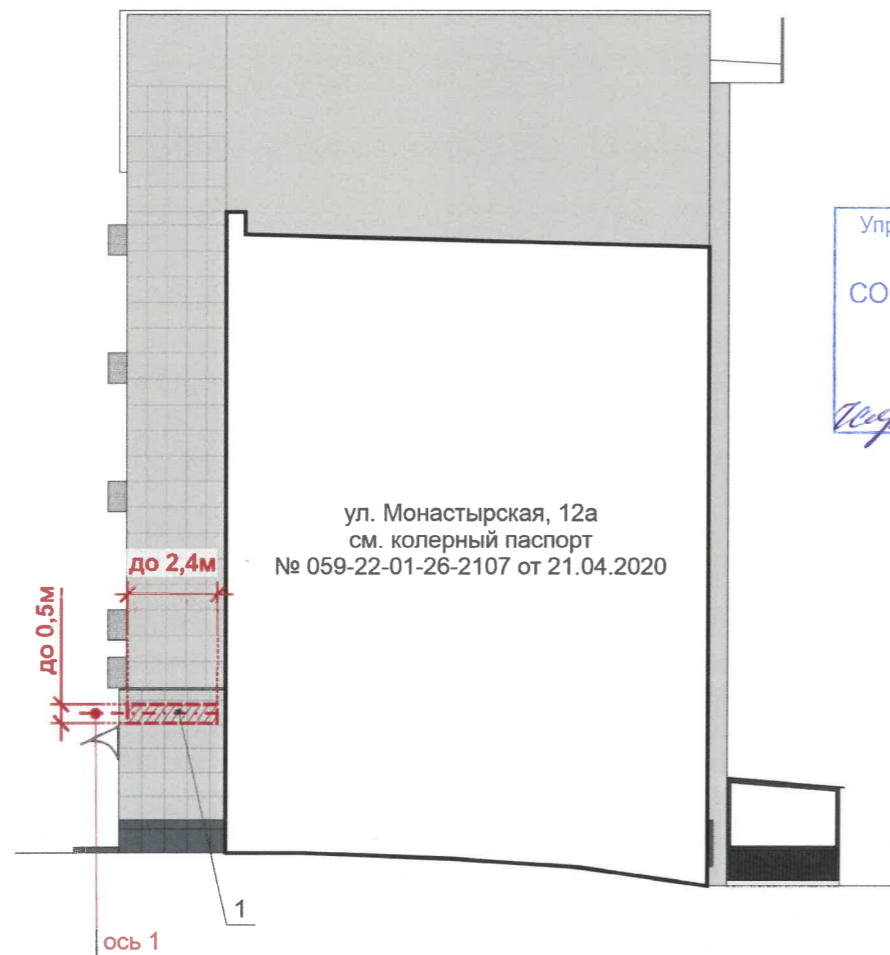 Упр
СО
ул. Монастырская, 12а
см. колерный паспорт
№ 059-22-01-26-2107 от 21.04.2020
до 2,4м
до 0,5м
1
ось 1